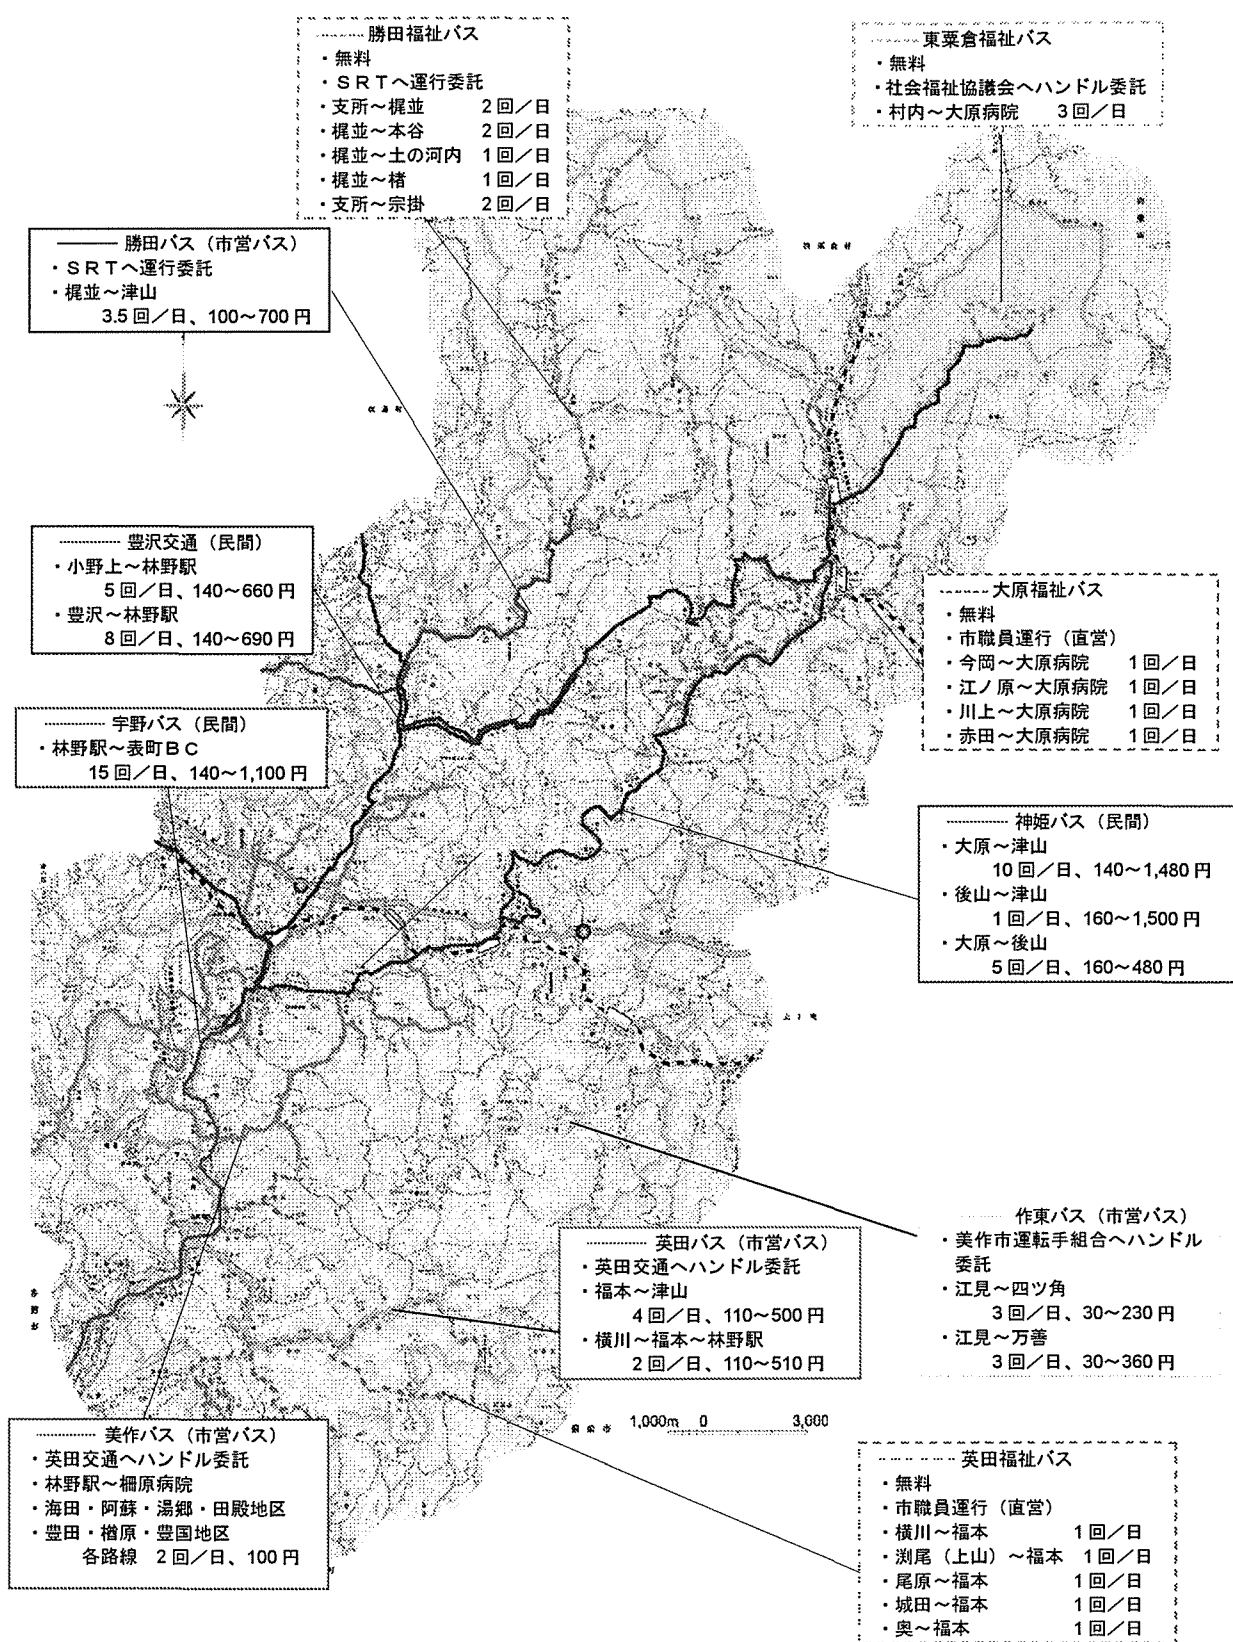 勝田福祉バス
・無料
・ＳＲＴへ運行委託
・支所～梶並 2回／日
・梶並～本谷 2回／日
・梶並～土の河内 1回／日
・梶並～楮 1回／日
・支所～宗掛 2回／日
東粟倉福祉バス
・無料
・社会福祉協議会へハンドル委託
・村内～大原病院 3回／日
勝田バス（市営バス）
・ＳＲＴへ運行委託
・梶並～津山
3.5回／日、100～700円
豊沢交通（民間）
・小野上～林野駅
5回／日、140～660円
・豊沢～林野駅
8回／日、140～690円
大原福祉バス
・無料
・市職員運行（直営）
・今岡～大原病院 1回／日
・江ノ原～大原病院 1回／日
・川上～大原病院 1回／日
・赤田～大原病院 1回／日
宇野バス（民間）
・林野駅～表町ＢＣ
15回／日、140～1,100円
神姫バス（民間）
・大原～津山
10回／日、140～1,480円
・後山～津山
1回／日、160～1,500円
・大原～後山
5回／日、160～480円
作東バス（市営バス）
・美作市運転手組合へハンドル
委託
・江見～四ツ角
3回／日、30～230円
・江見～万善
3回／日、30～360円
英田バス（市営バス）
・英田交通へハンドル委託
・福本～津山
4回／日、110～500円
・横川～福本～林野駅
2回／日、110～510円
1,000m 0 3,000
美作バス（市営バス）
・英田交通へハンドル委託
・林野駅～柵原病院
・海田・阿蘇・湯郷・田殿地区
・豊田・楢原・豊国地区
各路線 2回／日、100円
英田福祉バス
・無料
・市職員運行（直営）
・横川～福本 1回／日
・渕尾（上山）～福本 1回／日
・尾原～福本 1回／日
・城田～福本 1回／日
・奥～福本 1回／日